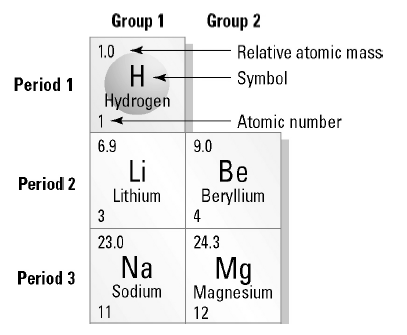 Group 1 Group 2
1.0 Relative atomic mass
Period 1 H Symbol
Hydrogen
1 Atomic number
6.9 9.0
Period 2 Li Be
Lithium Beryllium
3 4
23.0 24.3
Period 3 Na Mg
Sodium Magnesium
11 12